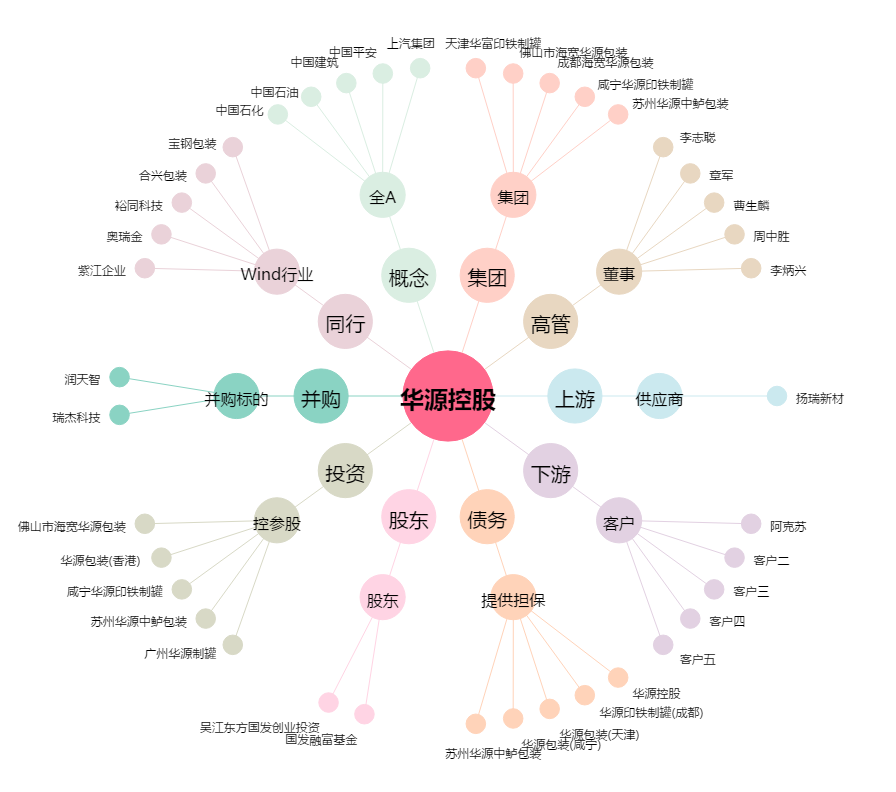 上汽集团
天津华富印铁制罐
中国平安
佛山市海宽华源包装
中国建筑
成都海宽华源包装
中国石油
咸宁华源印铁制罐
中国石化
苏州华源中鲈包装
宝钢包装
李志聪
合兴包装
章军
全A
集团
裕同科技
曹生麟
奥瑞金
周中胜
紫江企业
Wind行业
概念
集团
董事
李炳兴
同行
高管
润天智
并购标的
并购
华源控股
上游
供应商
扬瑞新材
瑞杰科技
投资
下游
佛山市海宽华源包装
控参股
股东
债务
客户
阿克苏
华源包装(香港)
客户二
咸宁华源印铁制罐
股东
提供担保
客户三
苏州华源中鲈包装
客户四
广州华源制罐
客户五
华源控股
华源印铁制罐(成都)
吴江东方国发创业投资
华源包装(天津)
国发融富基金
华源包装(咸宁)
苏州华源中鲈包装